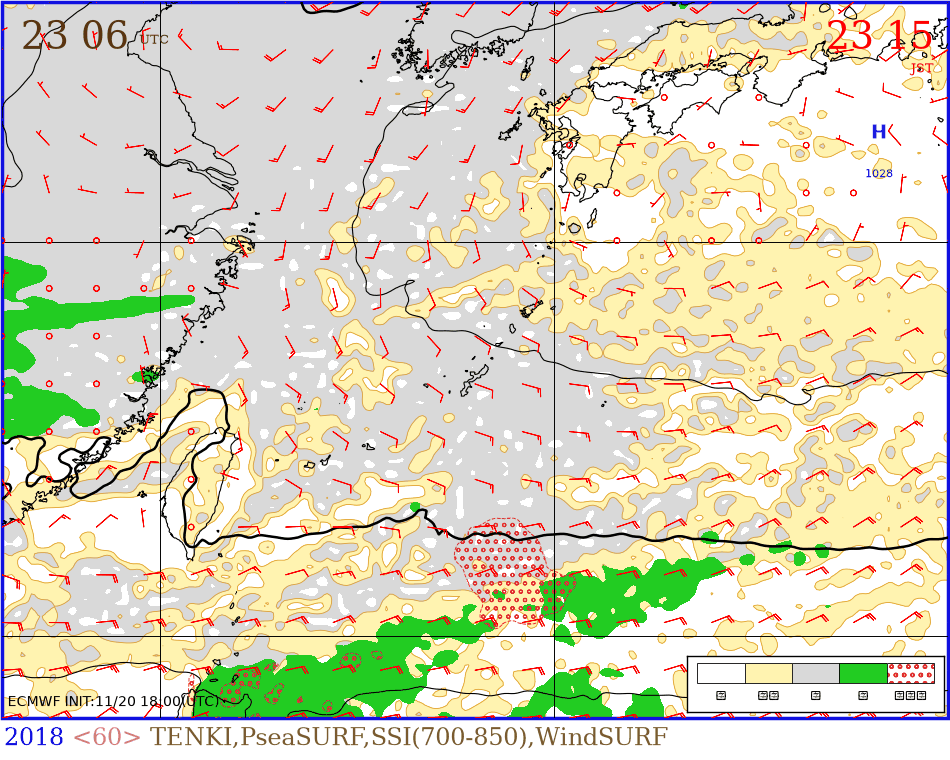 23 06 UTC
23 15
JST
H
1028
ECMWF INIT:11/20 18.00(UTC)
2018 <60> TENKI,PseaSURF,SSI(700-850),WindSURF